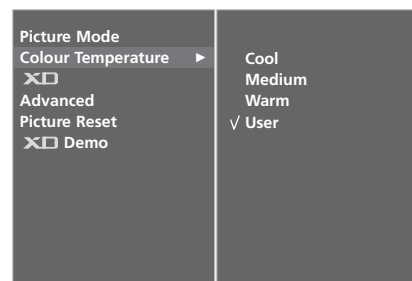 Picture Mode
Colour Temperature ►
XD
Advanced
Picture Reset
XD Demo
Cool
Medium
Warm
√ User